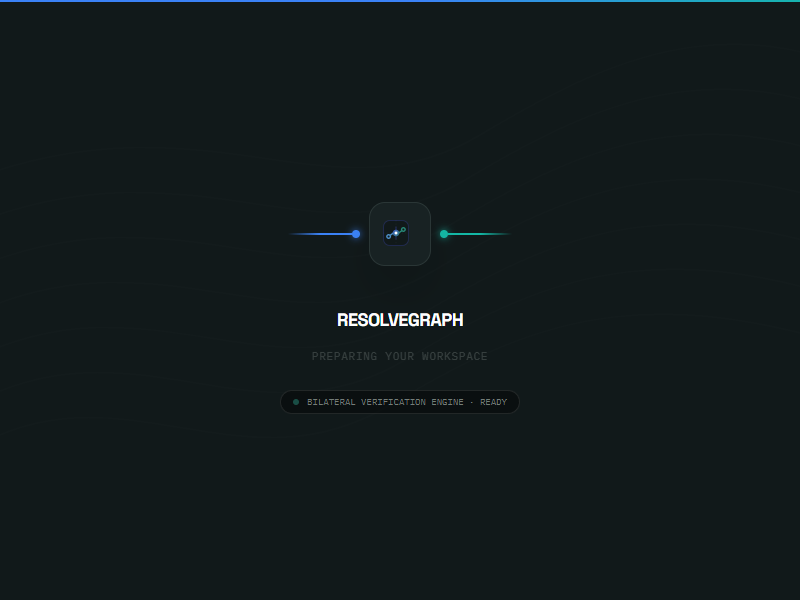 RESOLVEGRAPH
PREPARING YOUR WORKSPACE
BILATERAL VERIFICATION ENGINE · READY